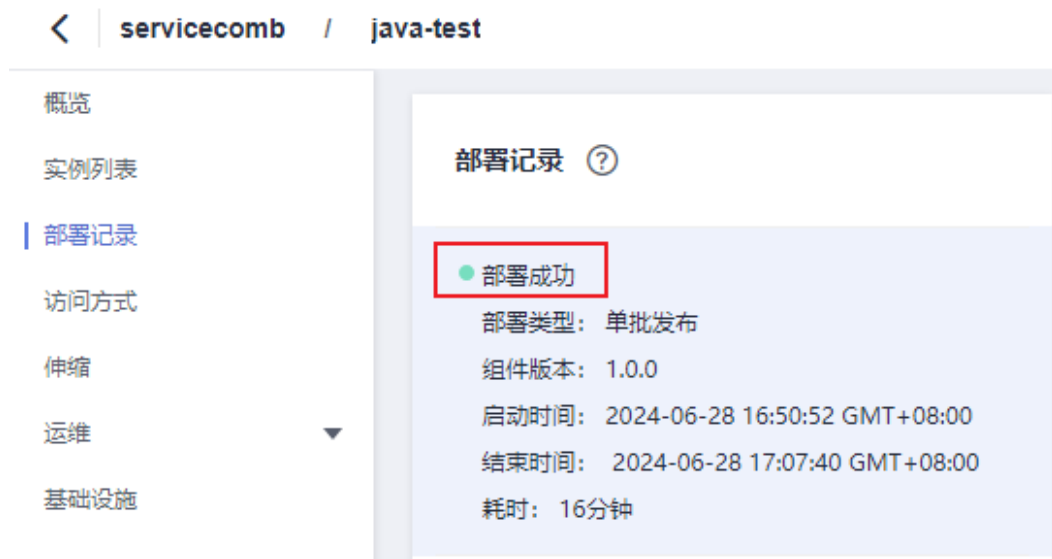 servicecomb / java-test
概览
实例列表
部署记录
访问方式
伸缩
运维
基础设施
部署记录 ?
部署成功
部署类型： 单批发布
组件版本： 1.0.0
启动时间： 2024-06-28 16:50:52 GMT+08:00
结束时间： 2024-06-28 17:07:40 GMT+08:00
耗时： 16分钟